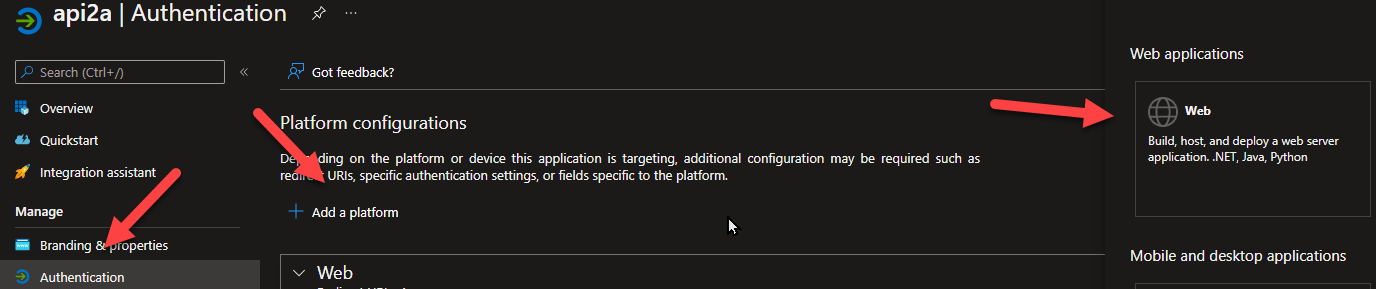 api2a | Authentication
Search (Ctrl+/)
Overview
Quickstart
Integration assistant
Manage
Branding & properties
Authentication
Got feedback?
Platform configurations
Depending on the platform or device this application is targeting, additional configuration may be required such as
redirect URIs, specific authentication settings, or fields specific to the platform.
Add a platform
Web
Web applications
Web
Build, host, and deploy a web server
application. .NET, Java, Python
Mobile and desktop applications